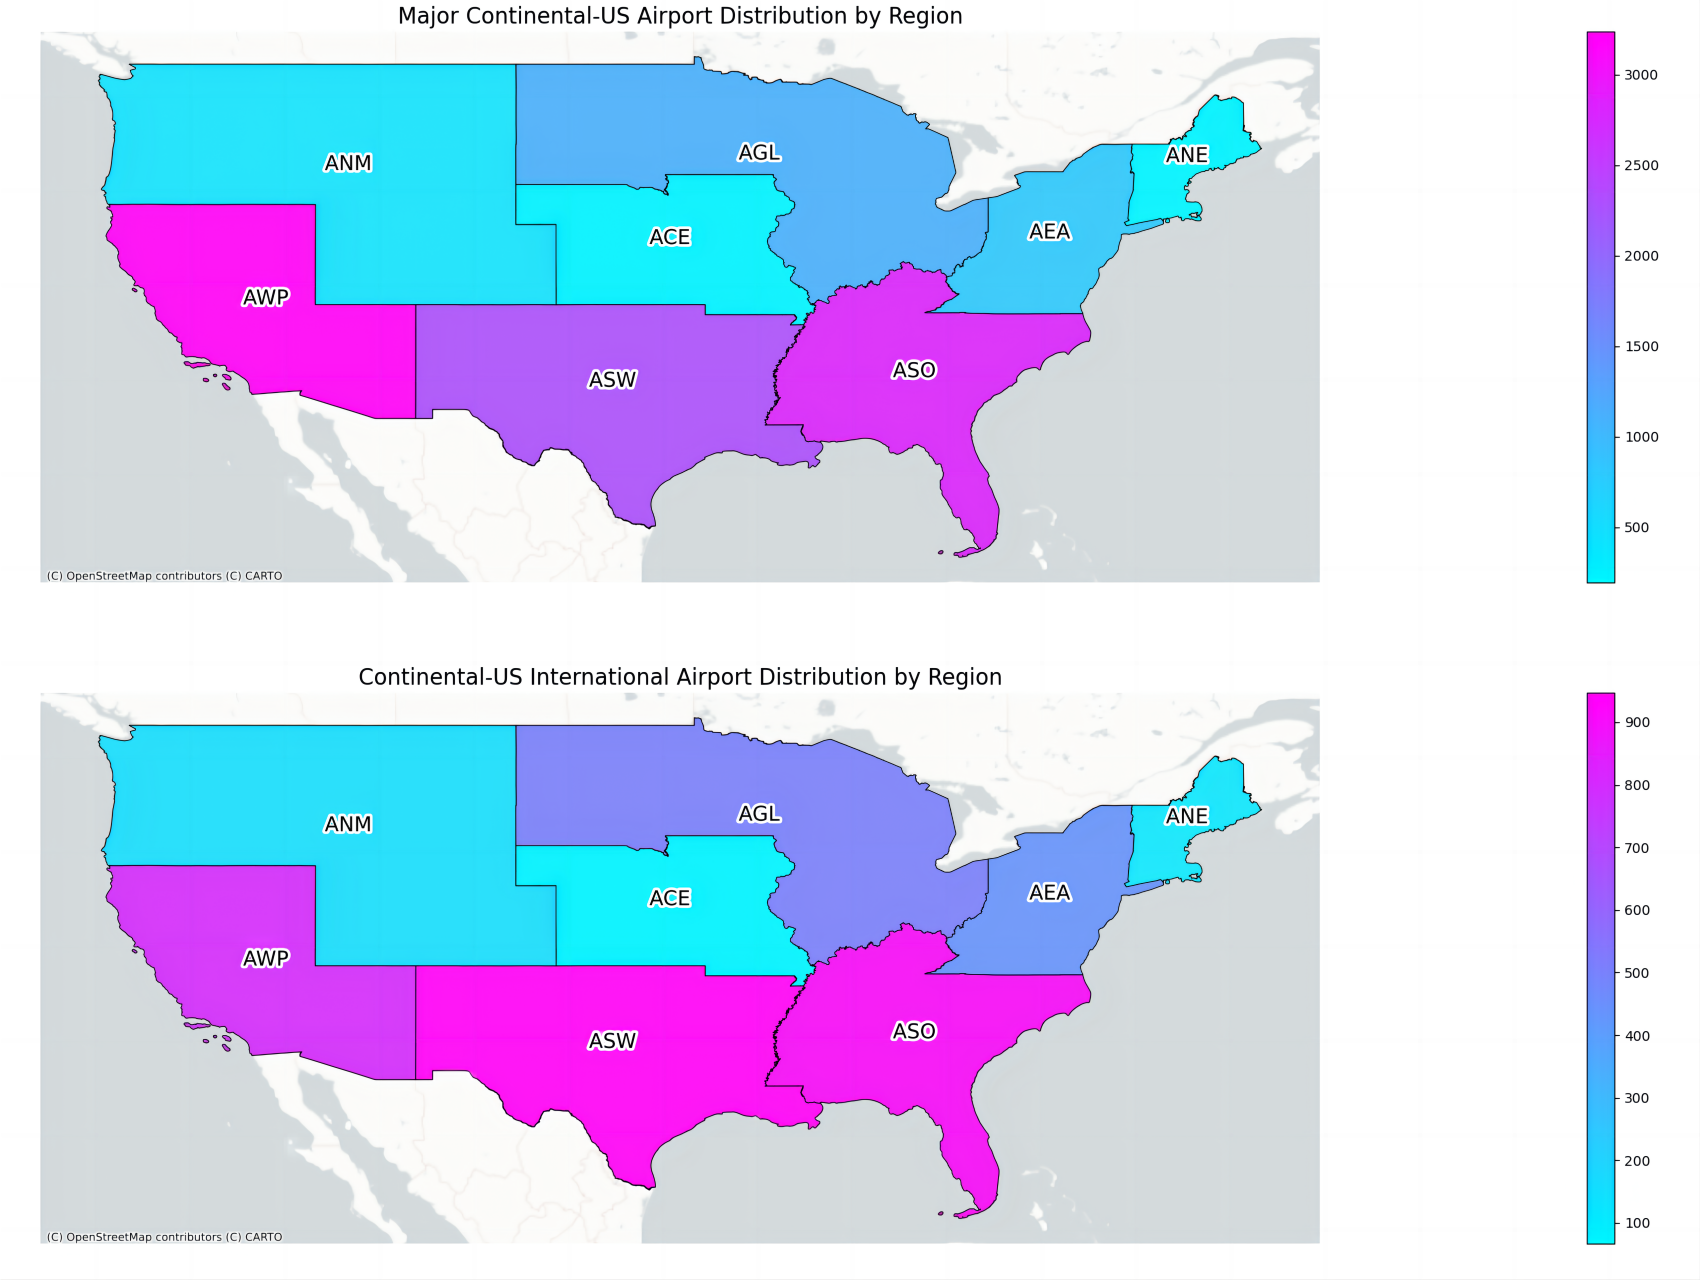 Major Continental-US Airport Distribution by Region
ANM
AGL
ANE
ACE
AEA
AWP
ASW
ASO
(C) OpenStreetMap contributors (C) CARTO
3000
2500
2000
1500
1000
500
Continental-US International Airport Distribution by Region
ANM
AGL
ANE
ACE
AEA
AWP
ASW
ASO
(C) OpenStreetMap contributors (C) CARTO
900
800
700
600
500
400
300
200
100